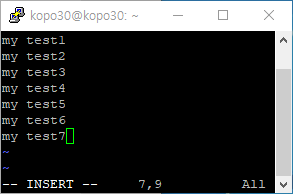 kopo30@kopo30: ~
my test1
my test2
my test3
my test4
my test5
my test6
my test7
~
~
-- INSERT -- 7,9 All